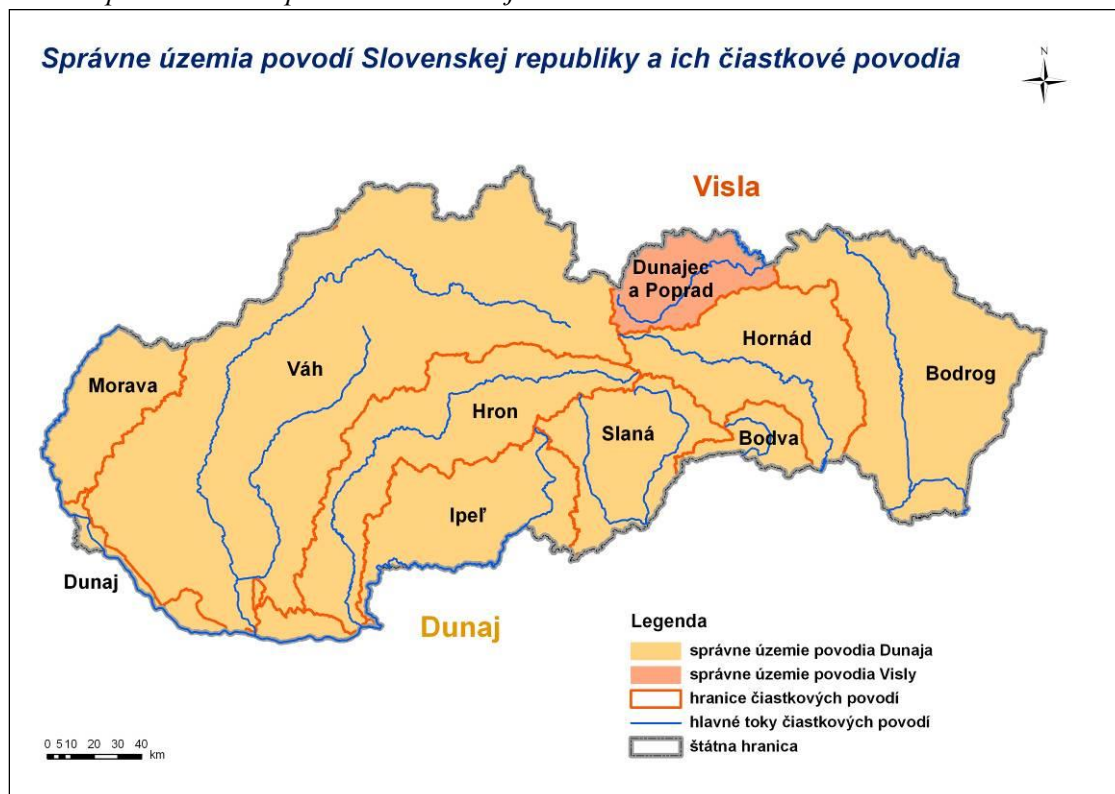 Správne územia povodí Slovenskej republiky a ich čiastkové povodia
N
Visla
Dunajec
a Poprad
Hornád
Bodrog
Morava
Váh
Hron
Slaná
Bodva
Ipeľ
Dunaj
Dunaj
Legenda
správne územie povodia Dunaja
správne územie povodia Visly
hranice čiastkových povodí
hlavné toky čiastkových povodí
štátna hranica
0 5 10 20 30 40
km